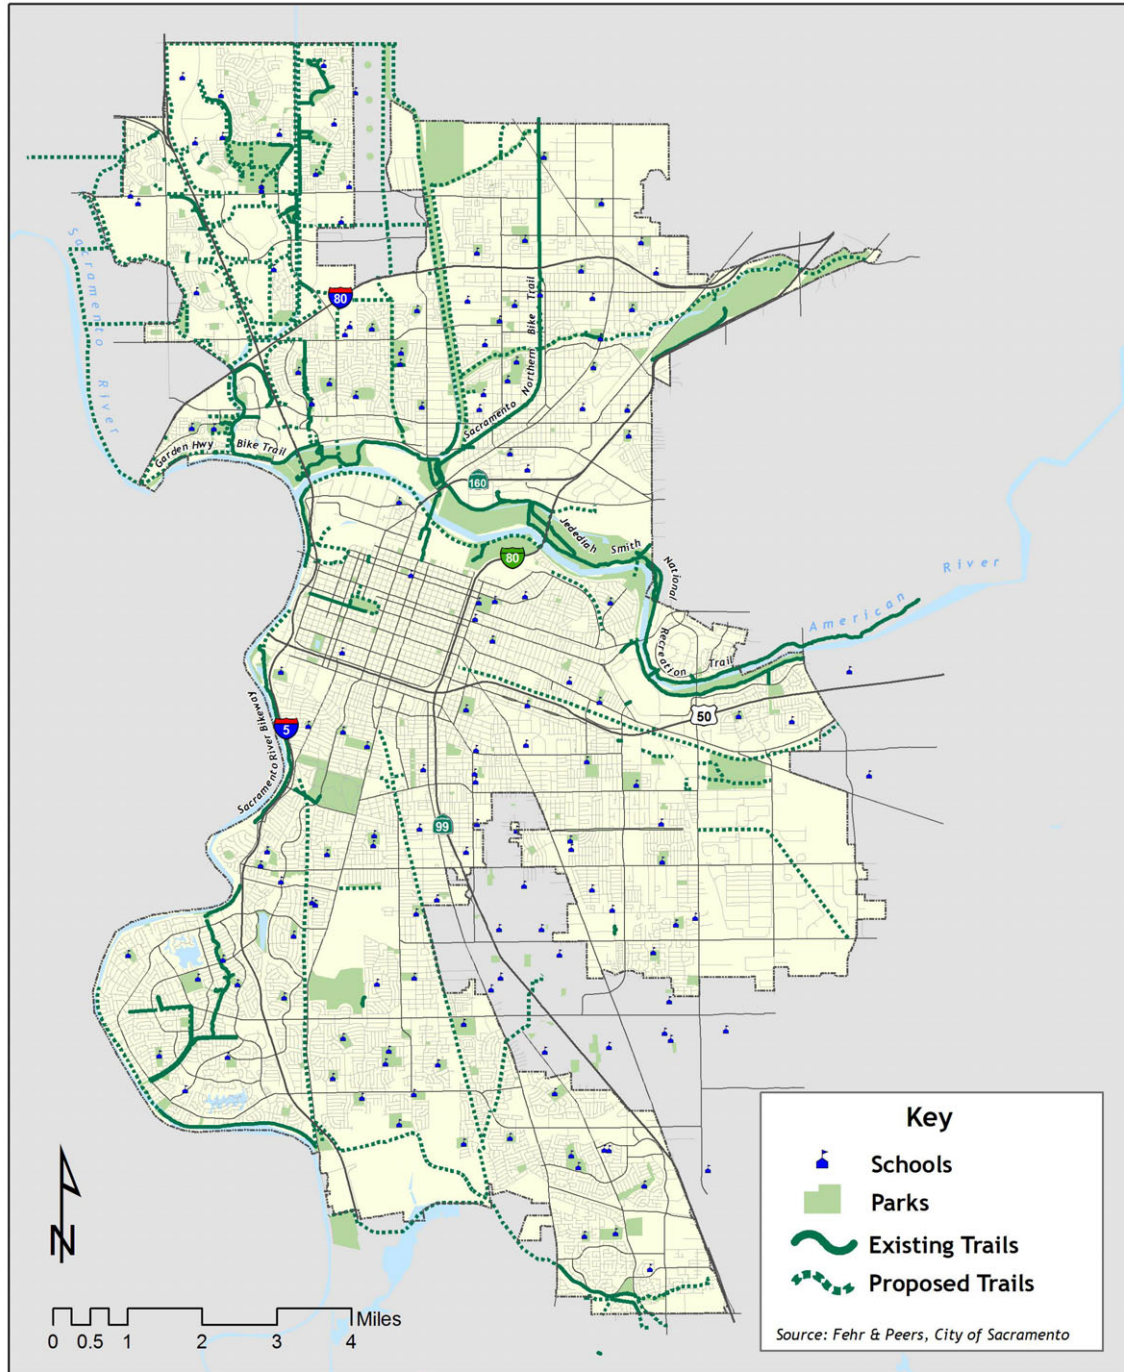 80
Sacramento
River
Northern Bike Trail
Sacramento
Garden Hwy Bike Trail
160
Jedediah Smith
National
Recreation Trail
80
American River
50
Sacramento River Bikeway
5
99
Key
Schools
Parks
Existing Trails
Proposed Trails
Source: Fehr & Peers, City of Sacramento
N
Miles
0 0.5 1 2 3 4